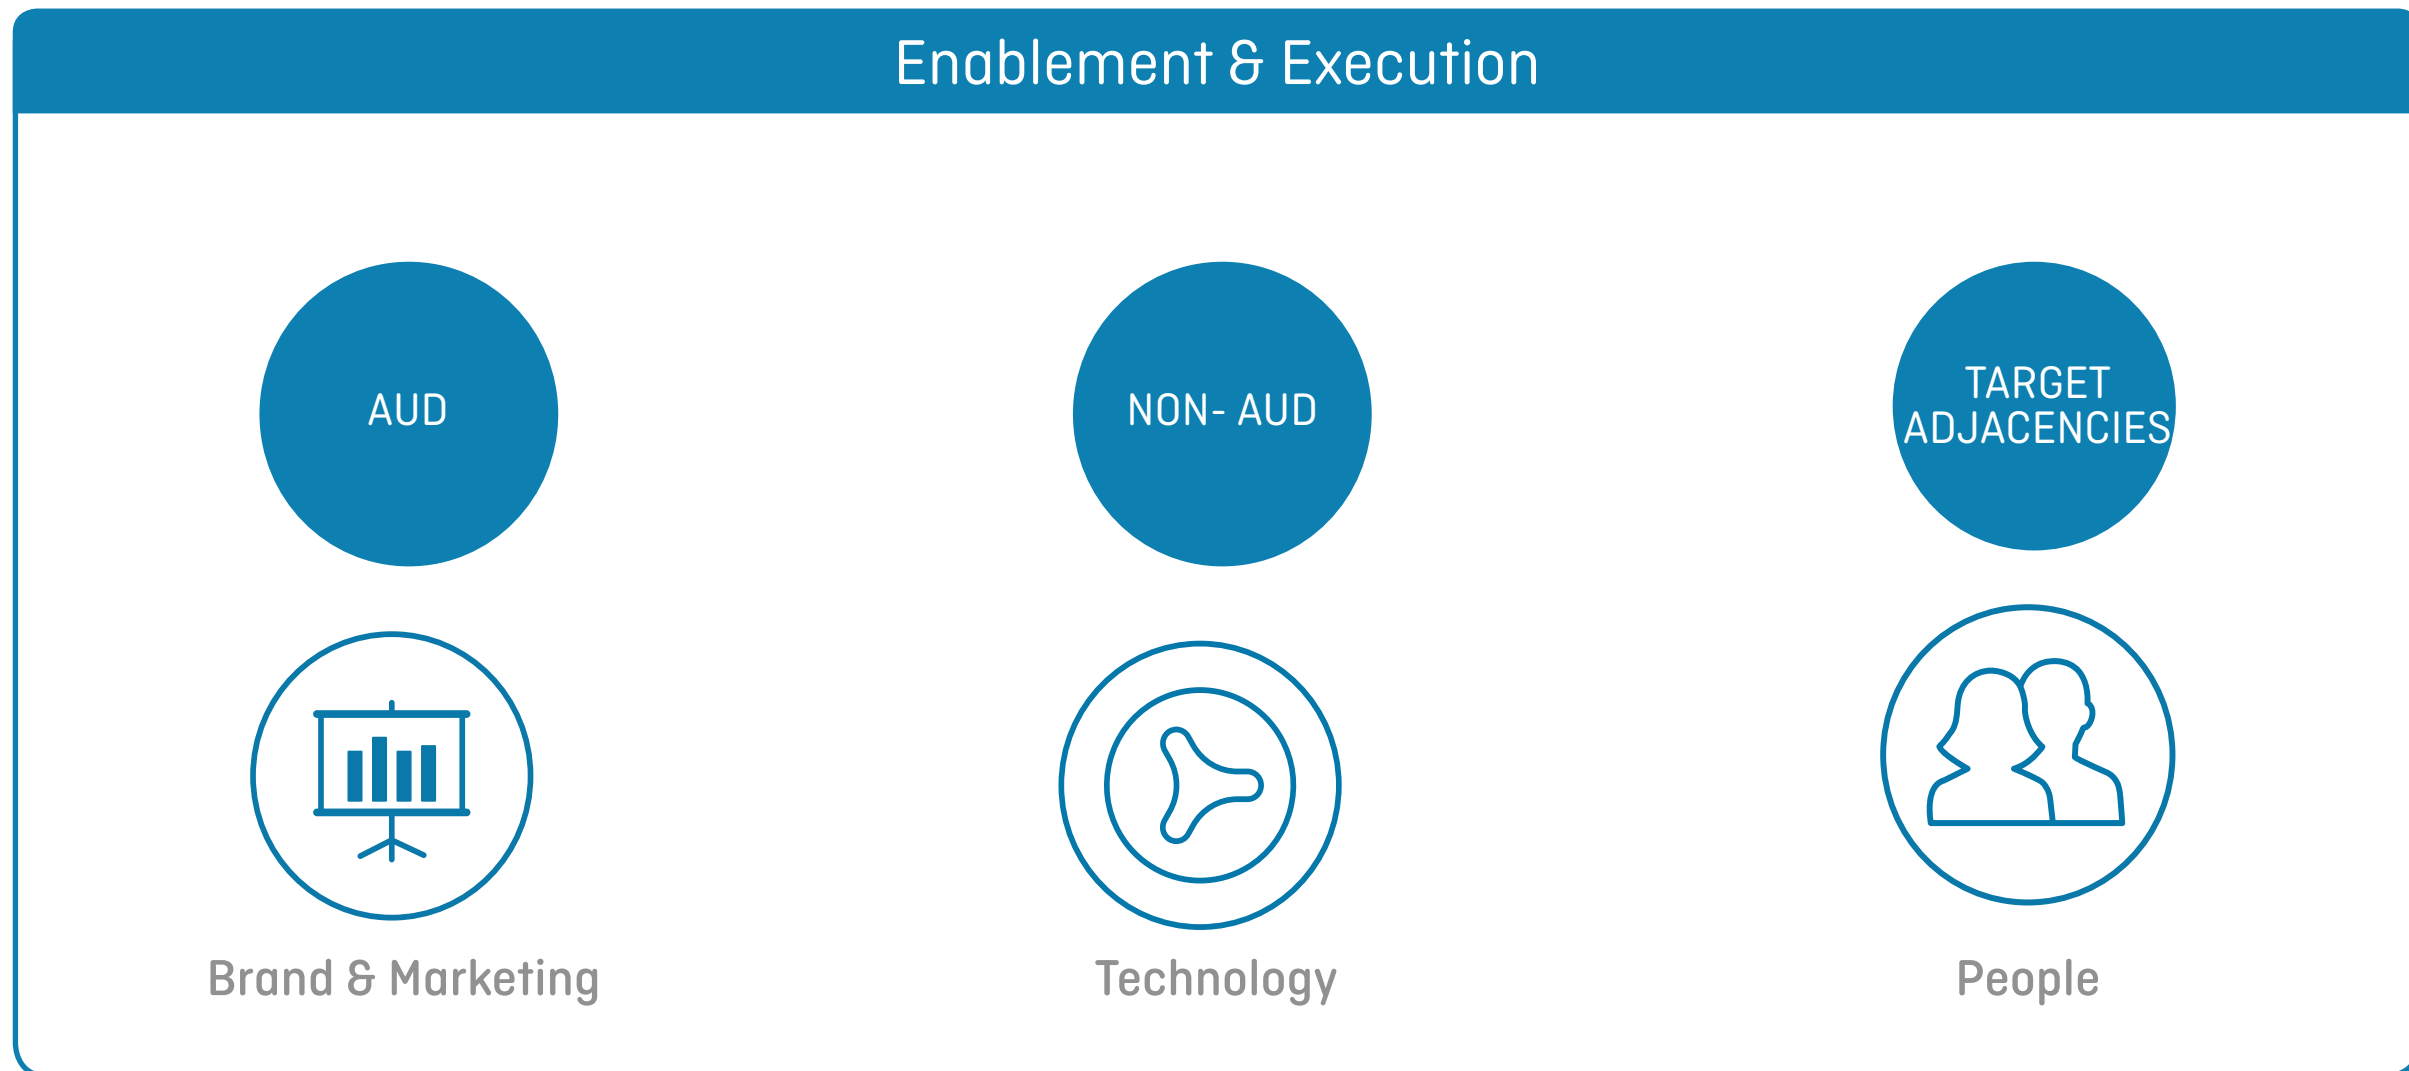 Enablement & Execution
AUD
NON- AUD
TARGET
ADJACENCIES
Brand & Marketing
Technology
People